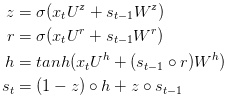 z = σ(x_t U^z + s_{t−1} W^z)
r = σ(x_t U^r + s_{t−1} W^r)
h = tanh(x_t U^h + (s_{t−1} ∘ r) W^h)
s_t = (1 − z) ∘ h + z ∘ s_{t−1}